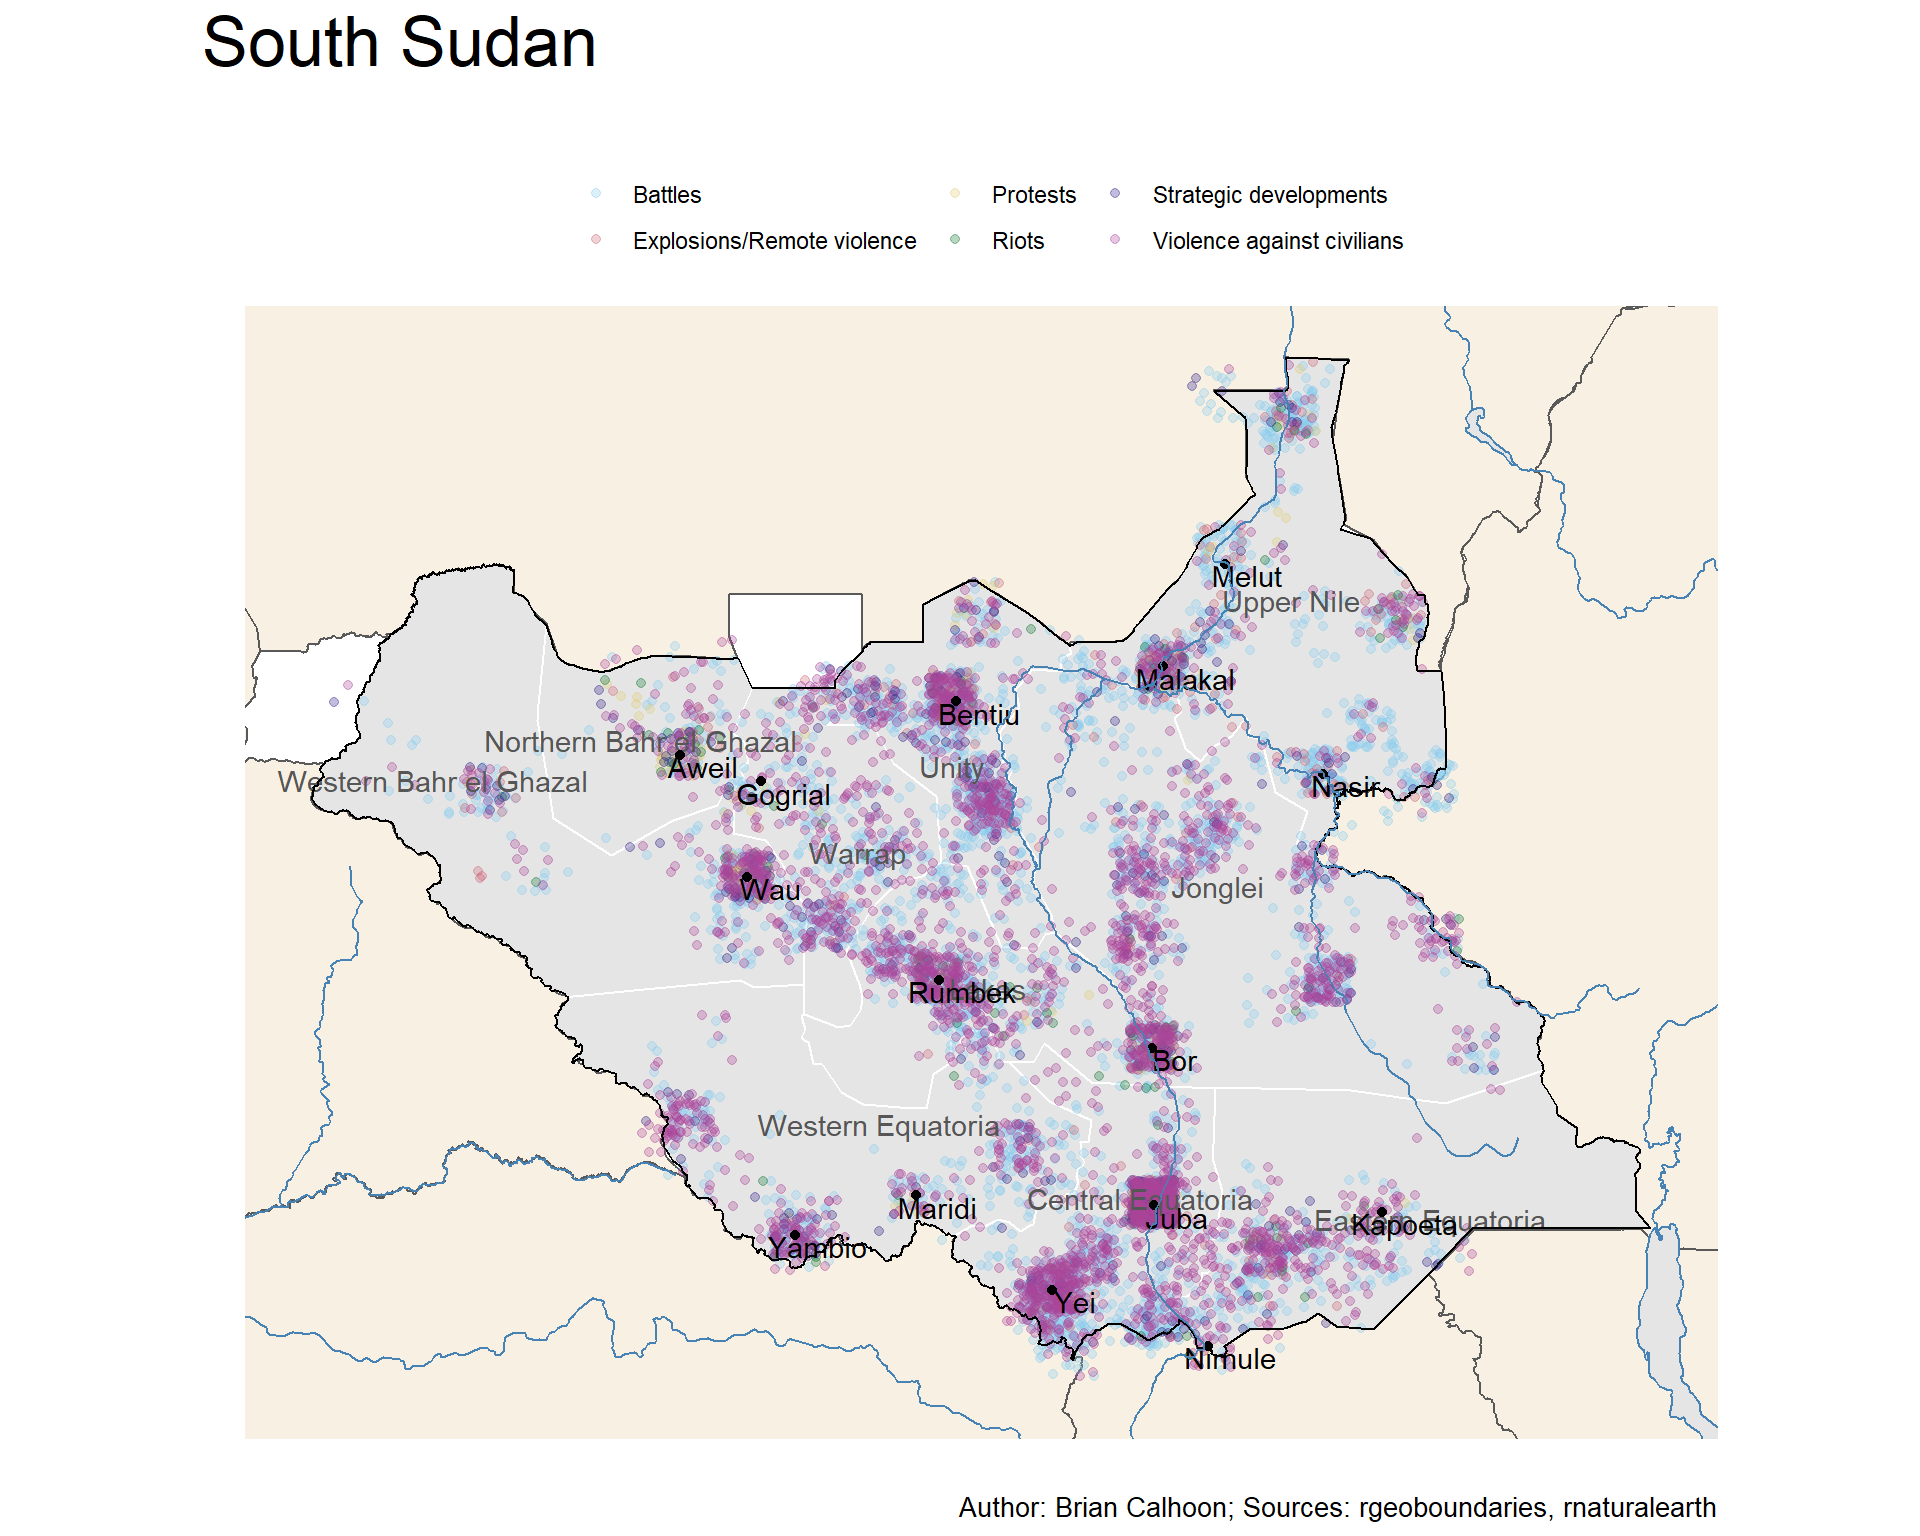 South Sudan
Battles
Protests
Strategic developments
Explosions/Remote violence
Riots
Violence against civilians
Melut
Upper Nile
Malakal
Bentiu
Northern Bahr el Ghazal
Aweil
Unity
Western Bahr el Ghazal
Nasir
Gogrial
Warrap
Wau
Jonglei
Rumbek
Bor
Western Equatoria
Central Equatoria
Maridi
Juba
Eastern Equatoria
Kapoeta
Yambio
Yei
Nimule
Author: Brian Calhoon; Sources: rgeoboundaries, rnaturalearth